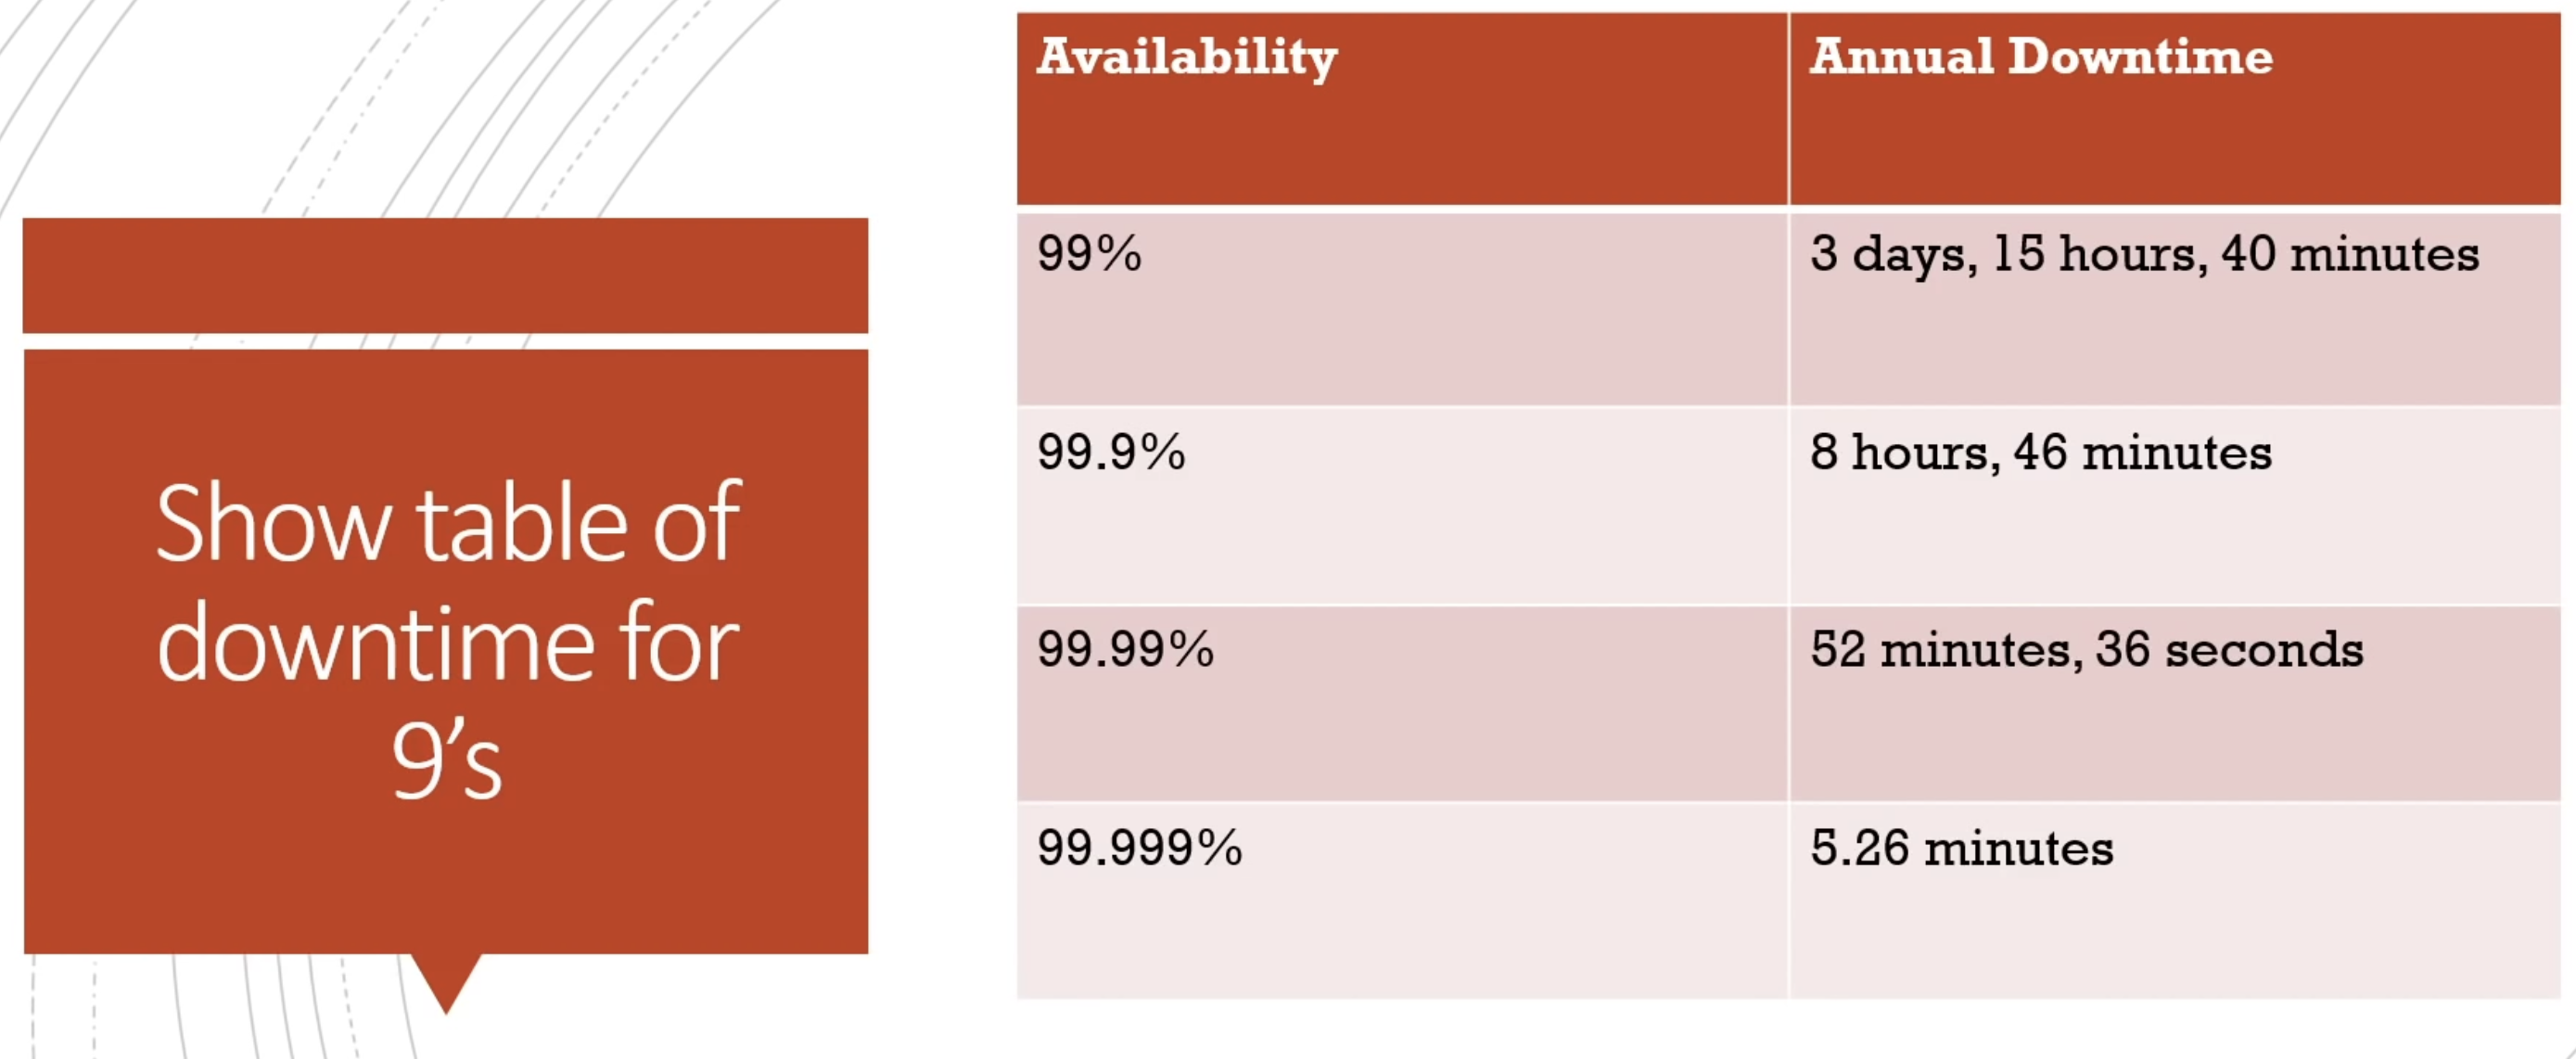 Show table of
downtime for
9’s
Availability Annual Downtime
99% 3 days, 15 hours, 40 minutes
99.9% 8 hours, 46 minutes
99.99% 52 minutes, 36 seconds
99.999% 5.26 minutes